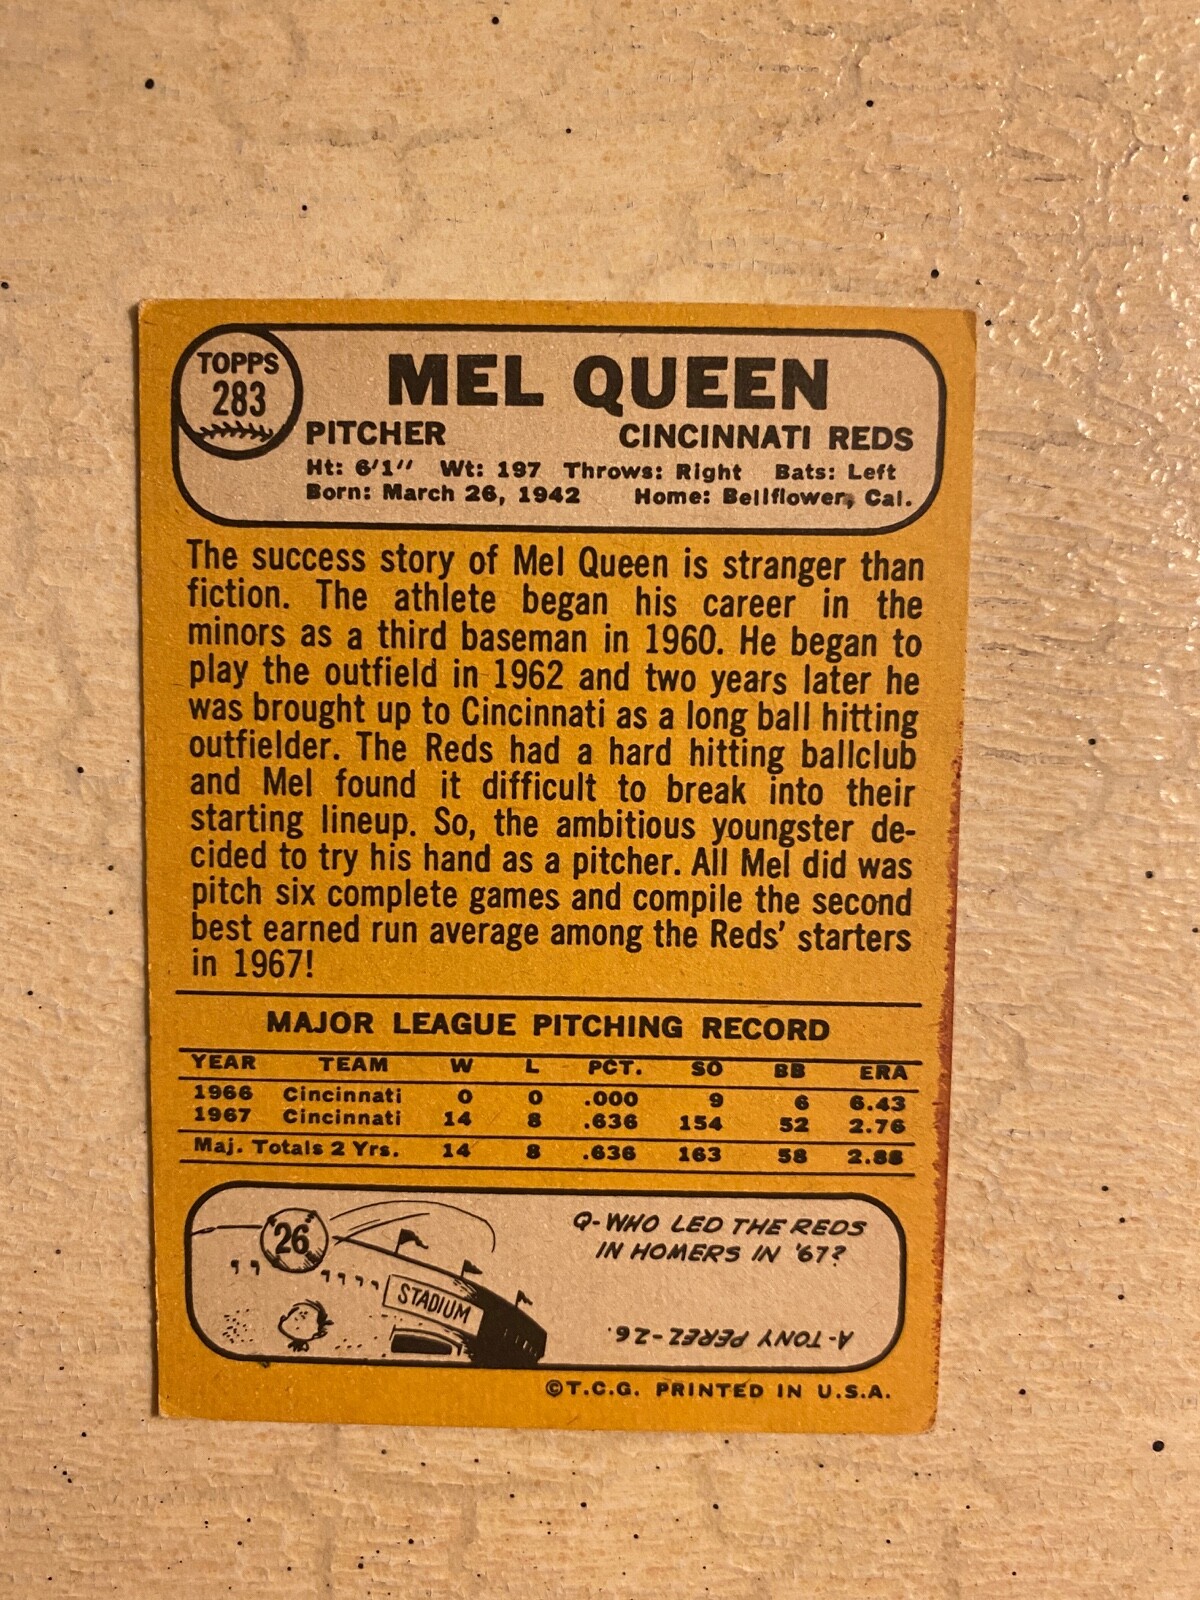 TOPPS
283
MEL QUEEN
PITCHER CINCINNATI REDS
Ht: 6'1" Wt: 197 Throws: Right Bats: Left
Born: March 26, 1942 Home: Bellflower, Cal.
The success story of Mel Queen is stranger than
fiction. The athlete began his career in the
minors as a third baseman in 1960. He began to
play the outfield in 1962 and two years later he
was brought up to Cincinnati as a long ball hitting
outfielder. The Reds had a hard hitting ballclub
and Mel found it difficult to break into their
starting lineup. So, the ambitious youngster de-
cided to try his hand as a pitcher. All Mel did was
pitch six complete games and compile the second
best earned run average among the Reds' starters
in 1967!
MAJOR LEAGUE PITCHING RECORD
YEAR TEAM W L PCT. SO BB ERA
1966 Cincinnati 0 0 .000 9 6 6.43
1967 Cincinnati 14 8 .636 154 52 2.76
Maj. Totals 2 Yrs. 14 8 .636 163 58 2.88
26
STADIUM
Q-WHO LED THE REDS
IN HOMERS IN '67?
A-TONY PEREZ-26.
©T.C.G. PRINTED IN U.S.A.